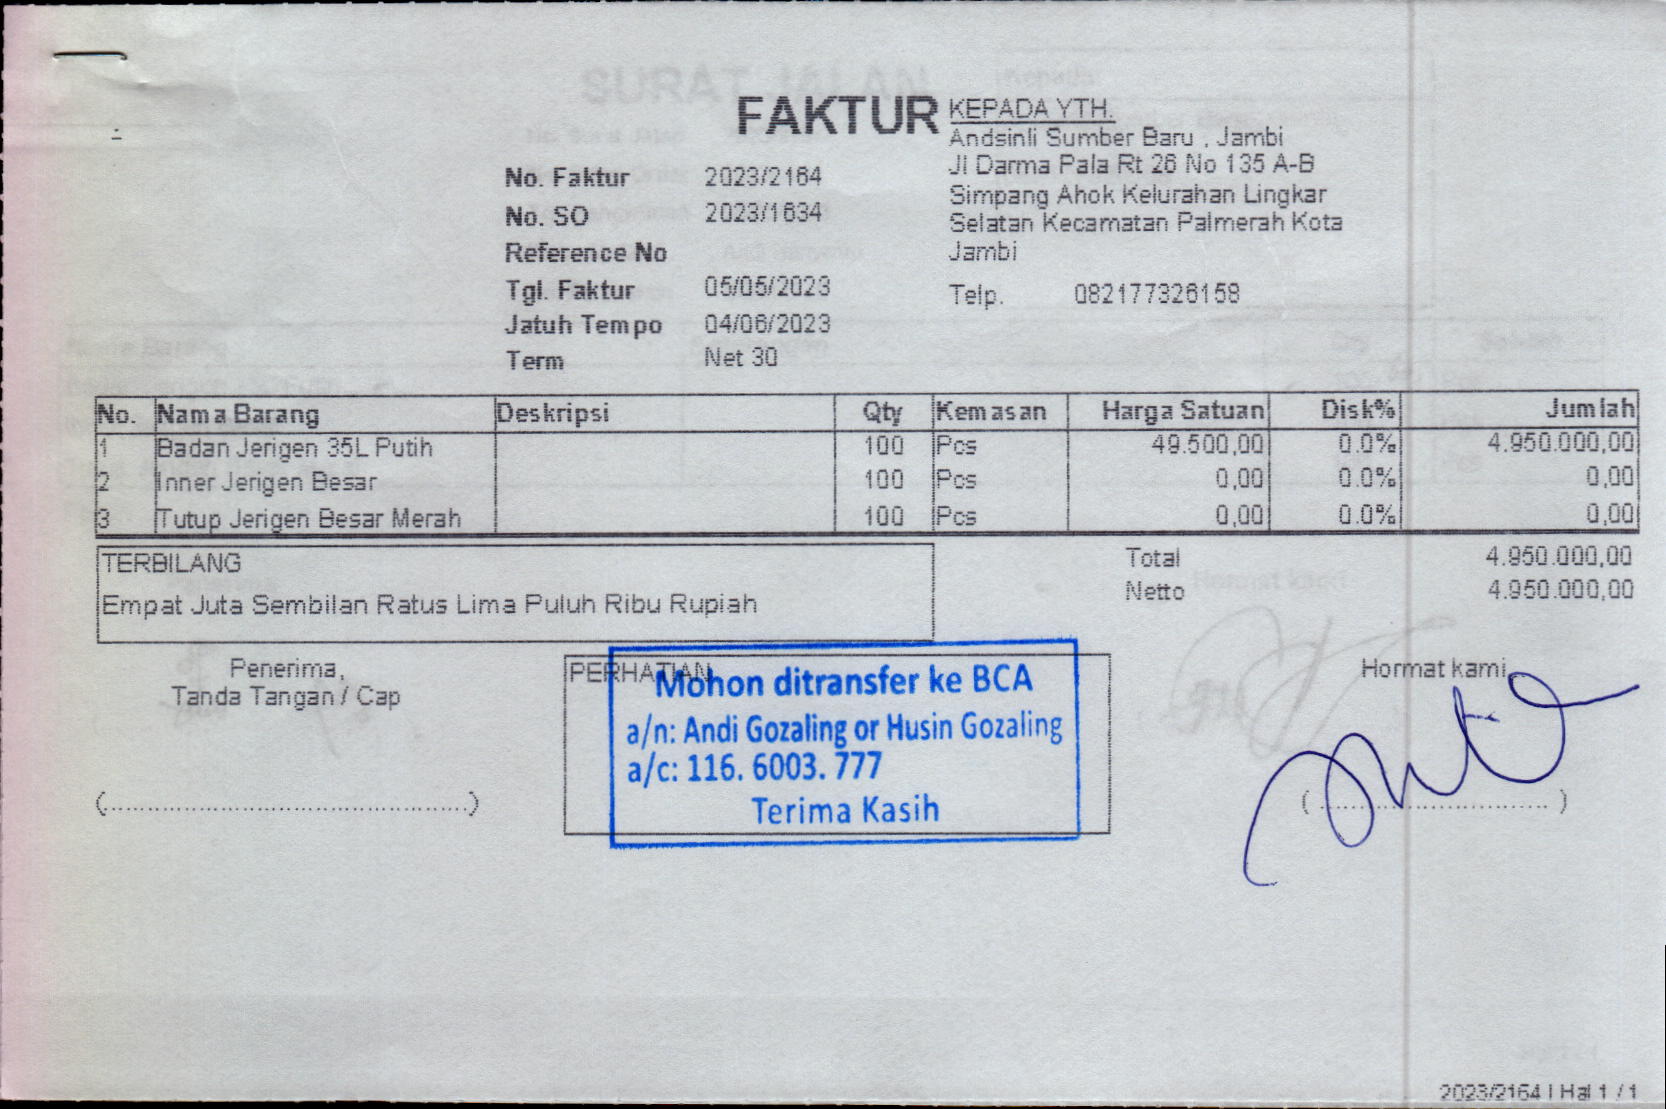 FAKTUR
No. Faktur 2023/2164
No. SO 2023/1634
Reference No
Tgl. Faktur 05/05/2023
Jatuh Tempo 04/06/2023
Term Net 30
KEPADA YTH.
Andsinli Sumber Baru , Jambi
Jl Darma Pala Rt 26 No 135 A-B
Simpang Ahok Kelurahan Lingkar
Selatan Kecamatan Palmerah Kota
Jambi
Telp. 082177326158
No. Nama Barang Deskripsi Qty Kemasan Harga Satuan Disk% Jumlah
1 Badan Jerigen 35L Putih 100 Pcs 49.500,00 0.0% 4.950.000,00
2 Inner Jerigen Besar 100 Pcs 0,00 0.0% 0,00
3 Tutup Jerigen Besar Merah 100 Pcs 0,00 0.0% 0,00
TERBILANG
Empat Juta Sembilan Ratus Lima Puluh Ribu Rupiah
Total 4.950.000,00
Netto 4.950.000,00
Penerima,
Tanda Tangan / Cap
(.............................................)
PERHATIAN
Mohon ditransfer ke BCA
a/n: Andi Gozaling or Husin Gozaling
a/c: 116. 6003. 777
Terima Kasih
Hormat kami,
(.............................)
2023/2164 | Hal 1 / 1